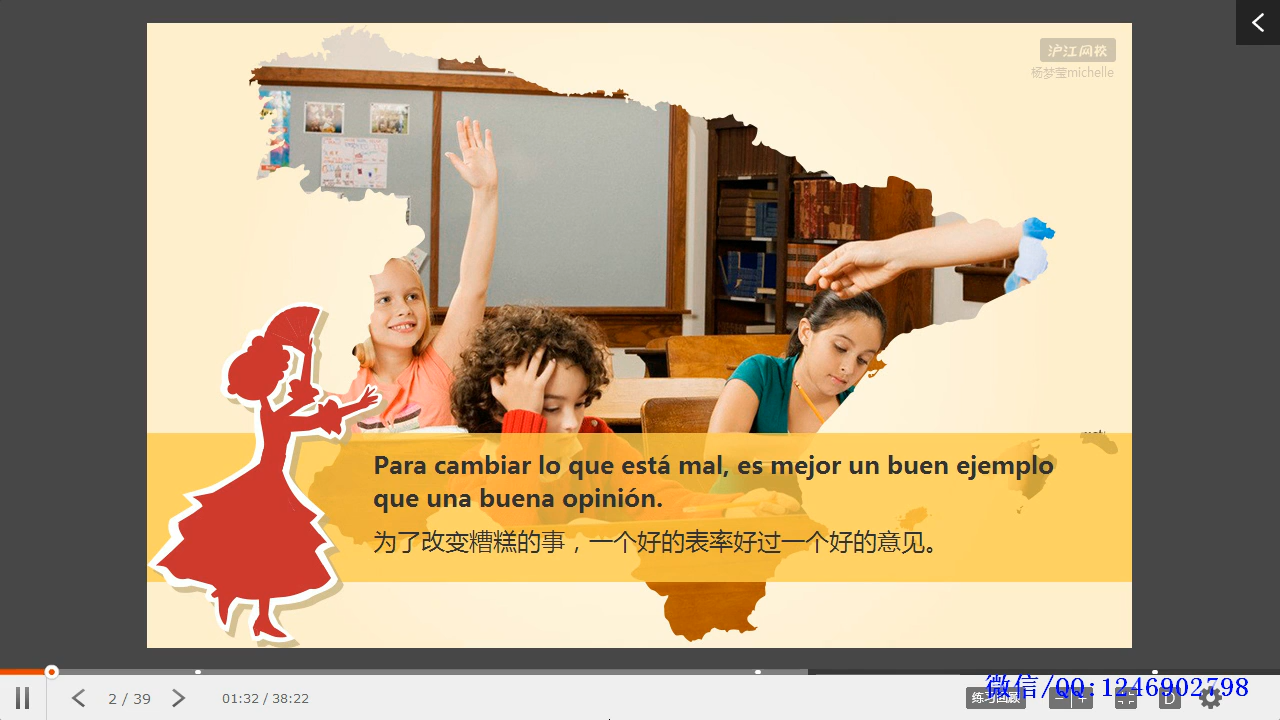 沪江网校
杨梦莹michelle
Para cambiar lo que está mal, es mejor un buen ejemplo
que una buena opinión.
为了改变糟糕的事，一个好的表率好过一个好的意见。
微信/QQ:1246902798
2 / 39
01:32 / 38:22
练习回顾
D